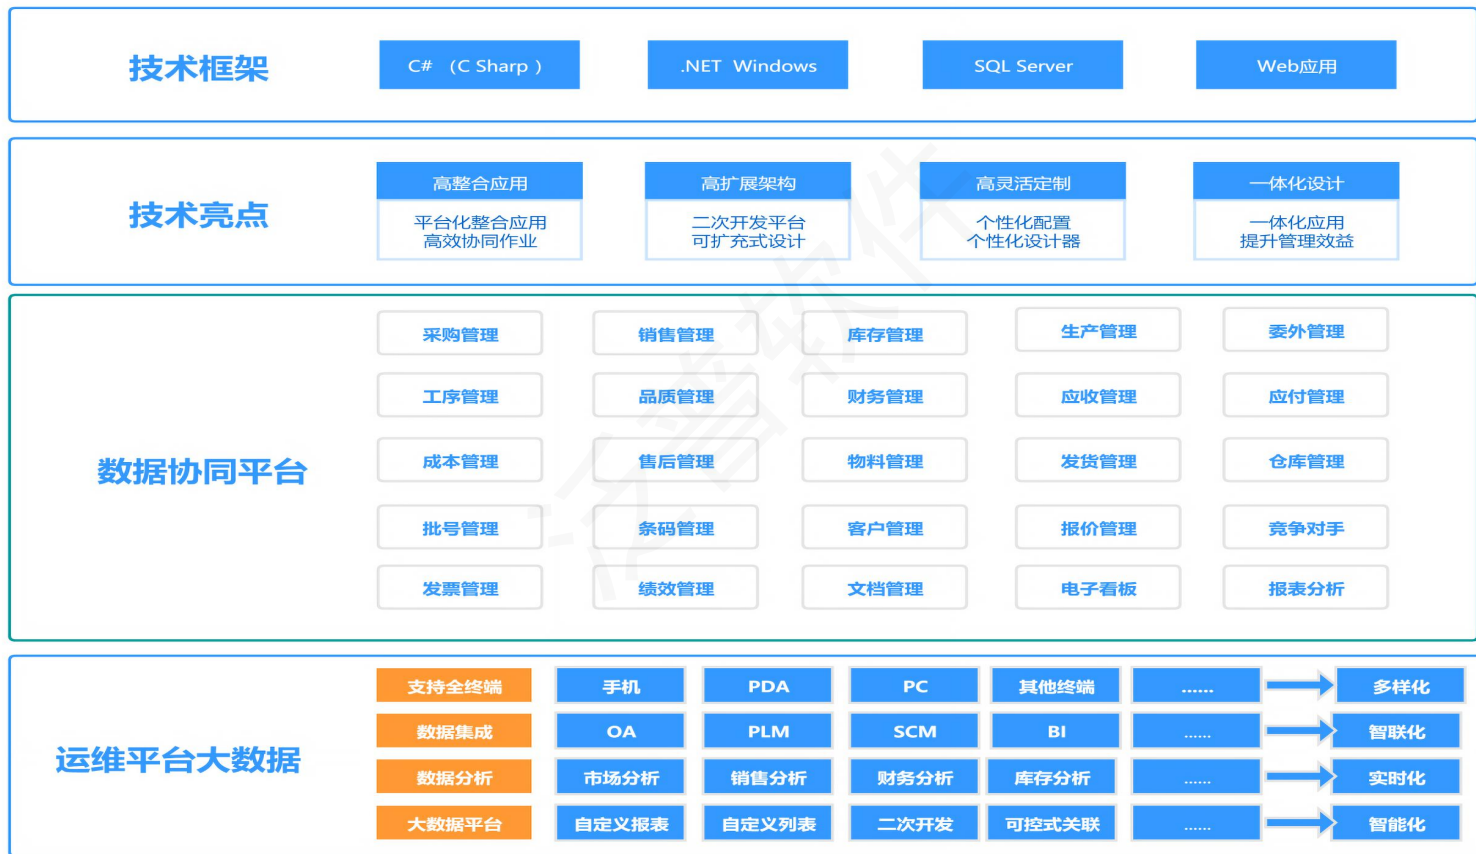 技术框架
C# （C Sharp ）
.NET Windows
SQL Server
Web应用
技术亮点
高整合应用
平台化整合应用
高效协同作业
高扩展架构
二次开发平台
可扩充式设计
高灵活定制
个性化配置
个性化设计器
一体化设计
一体化应用
提升管理效益
数据协同平台
采购管理
销售管理
库存管理
生产管理
委外管理
工序管理
品质管理
财务管理
应收管理
应付管理
成本管理
售后管理
物料管理
发货管理
仓库管理
批号管理
条码管理
客户管理
报价管理
竞争对手
发票管理
绩效管理
文档管理
电子看板
报表分析
泛普软件
运维平台大数据
支持全终端
手机
PDA
PC
其他终端
......
多样化
数据集成
OA
PLM
SCM
BI
......
智联化
数据分析
市场分析
销售分析
财务分析
库存分析
......
实时化
大数据平台
自定义报表
自定义列表
二次开发
可控式关联
......
智能化